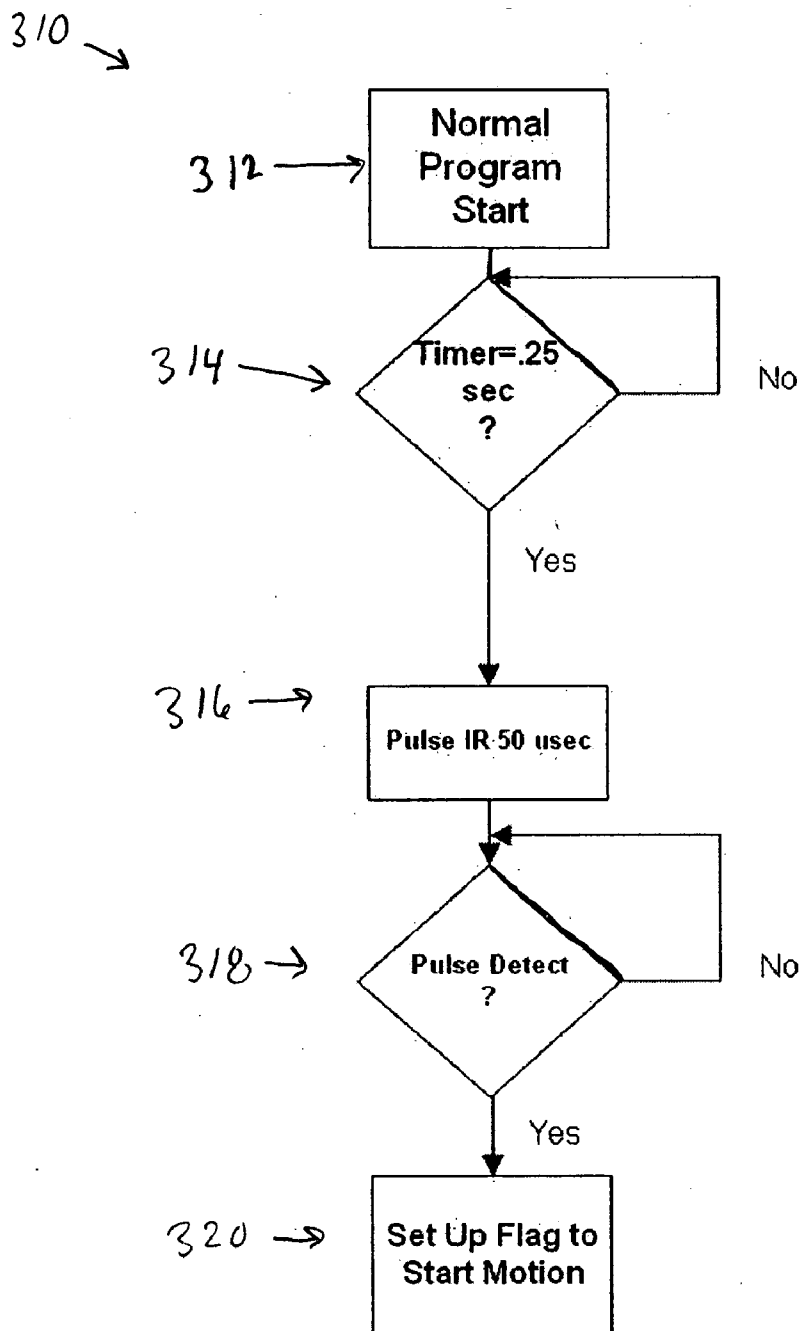 310
312
Normal
Program
Start
314
Timer=.25
sec
?
No
Yes
316
Pulse IR 50 usec
318
Pulse Detect
?
No
Yes
320
Set Up Flag to
Start Motion